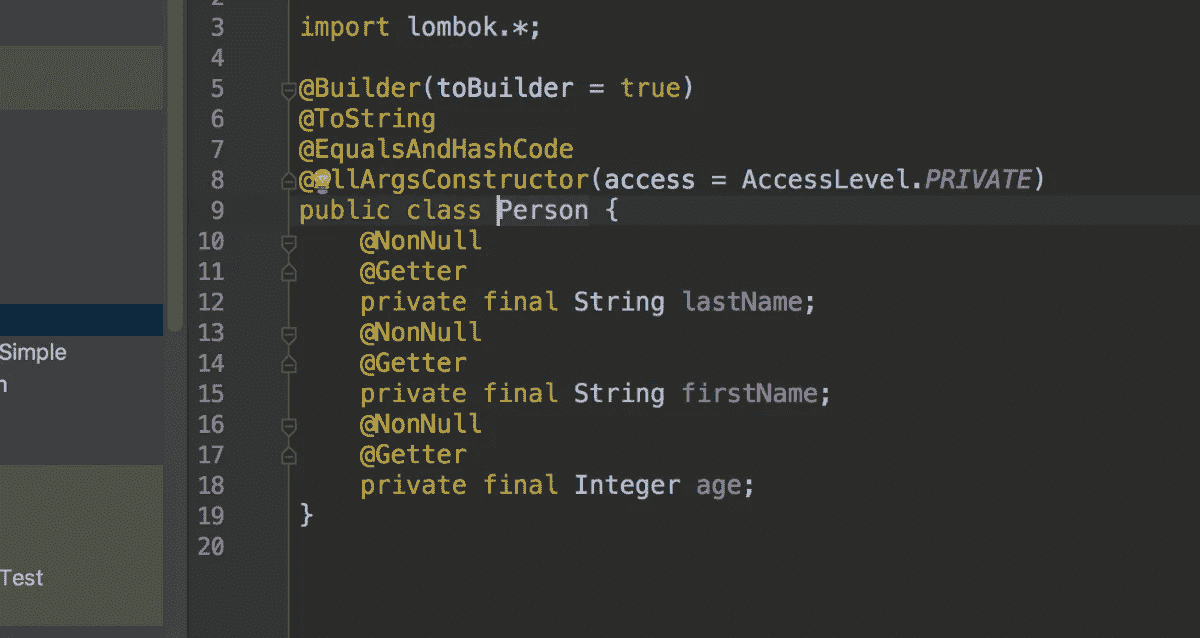 2
3 import lombok.*;
4
5 @Builder(toBuilder = true)
6 @ToString
7 @EqualsAndHashCode
8 @AllArgsConstructor(access = AccessLevel.PRIVATE)
9 public class Person {
10 @NonNull
11 @Getter
12 private final String lastName;
13 @NonNull
14 @Getter
15 private final String firstName;
16 @NonNull
17 @Getter
18 private final Integer age;
19 }
20
Simple
n
Test